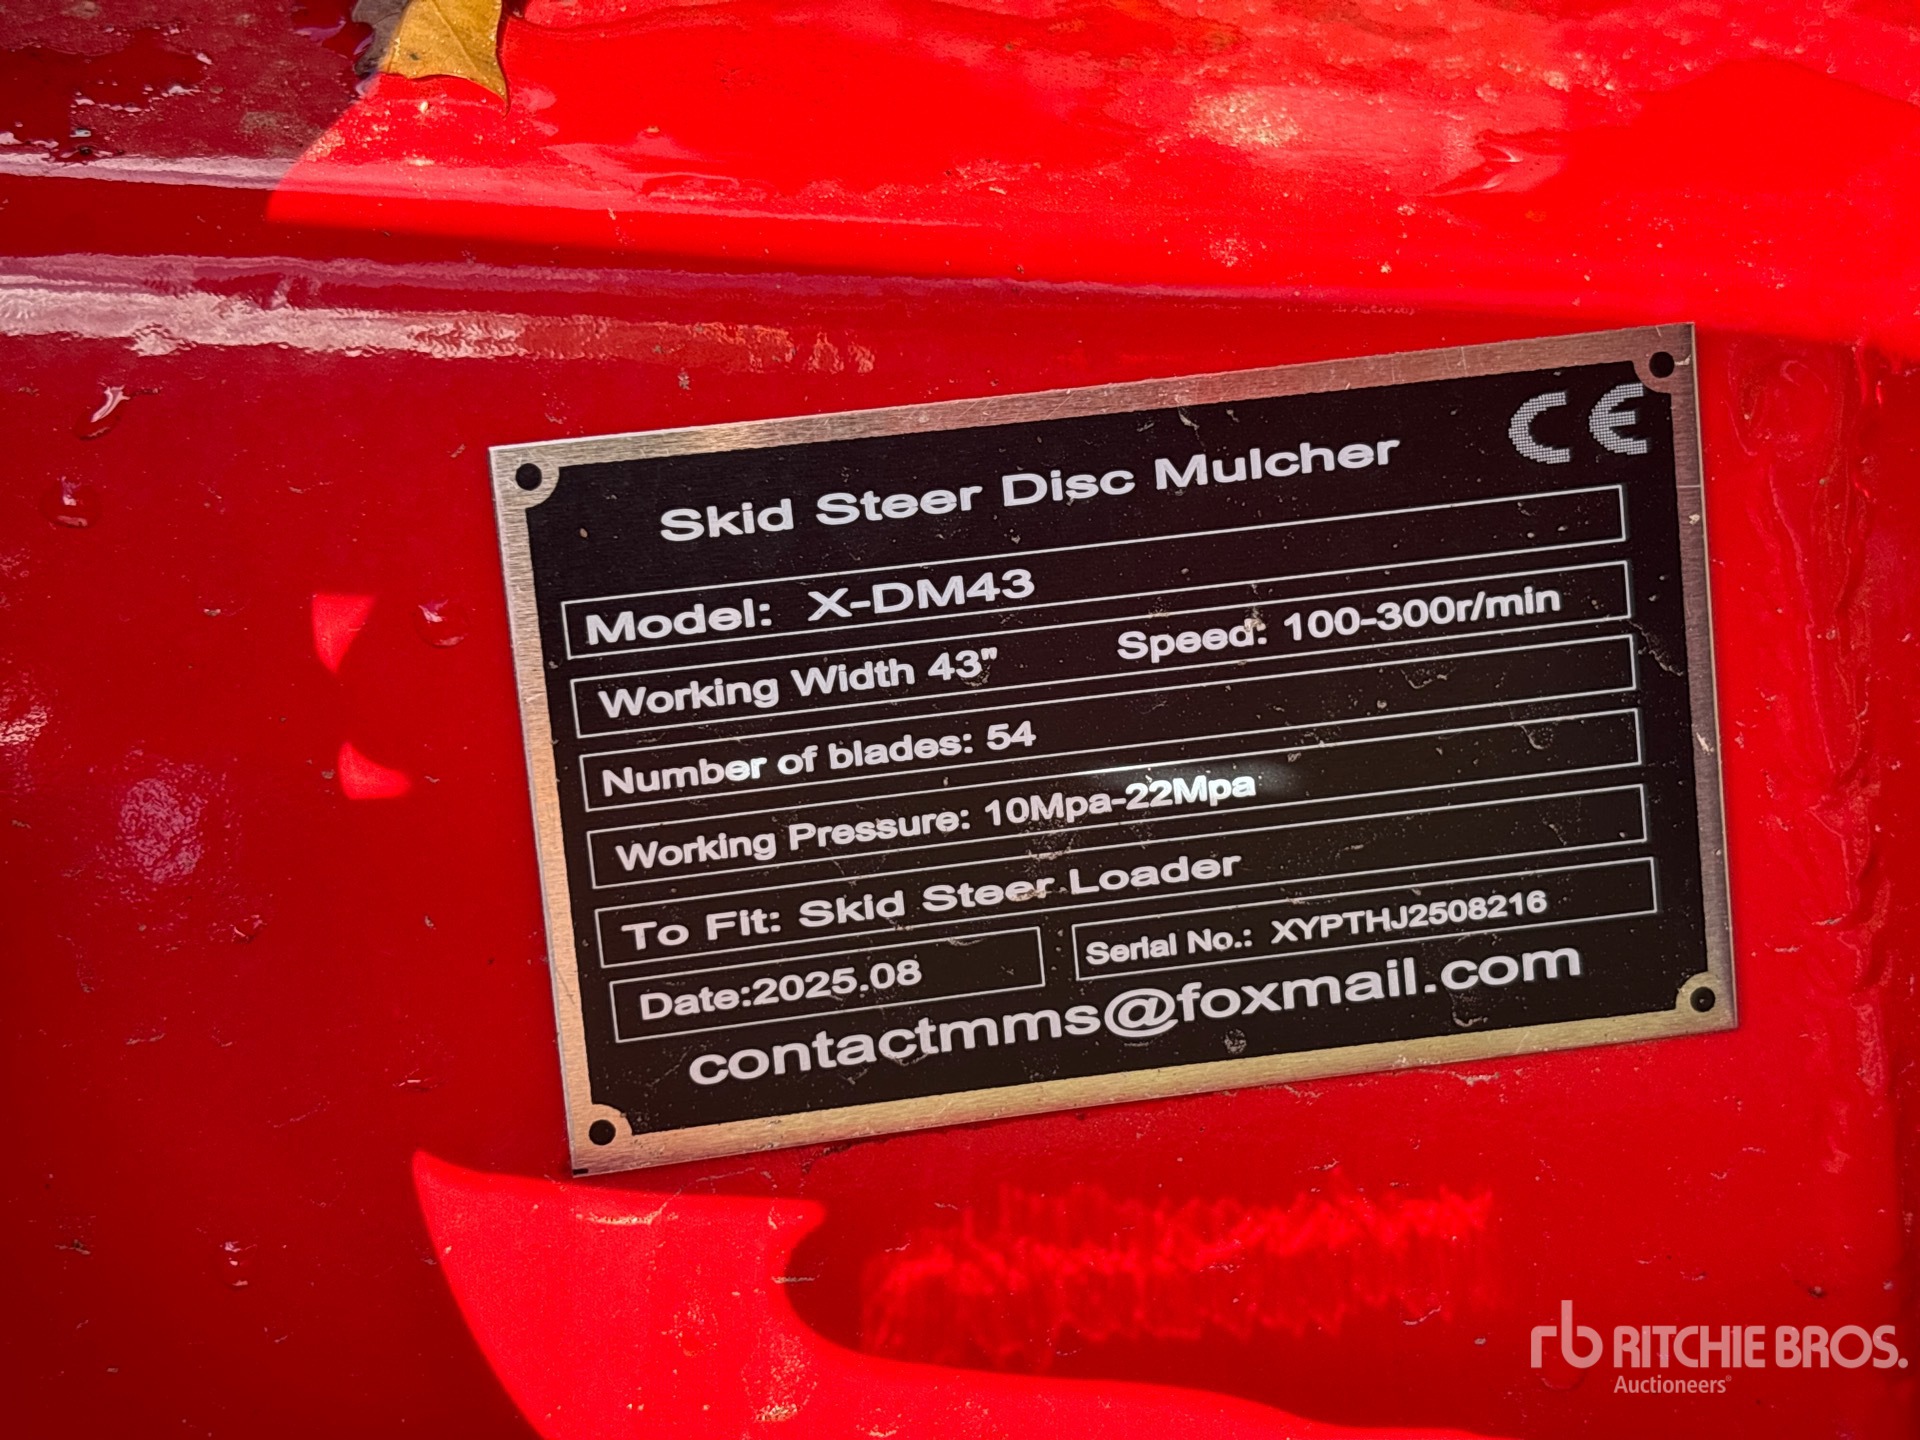 CE
Skid Steer Disc Mulcher
Model: X-DM43
Working Width 43" Speed: 100-300r/min
Number of blades: 54
Working Pressure: 10Mpa-22Mpa
To Fit: Skid Steer Loader
Date:2025.08 Serial No.: XYPTHJ2508216
contactmms@foxmail.com
rb RITCHIE BROS.
Auctioneers®